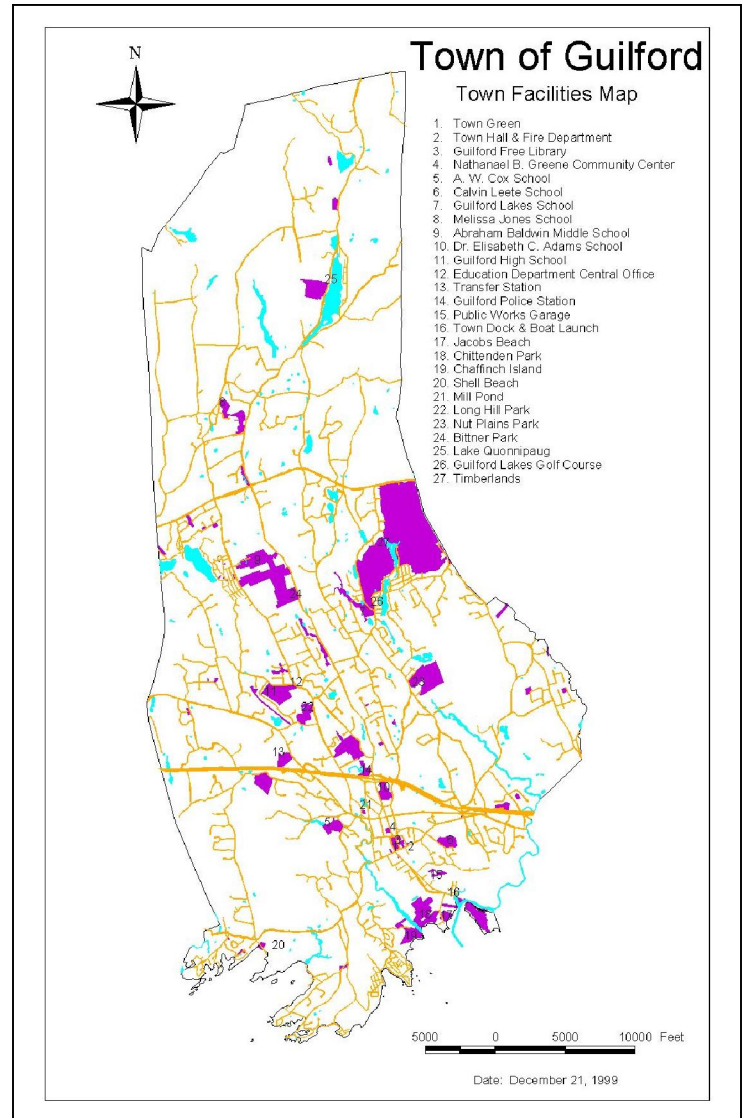 N
Town of Guilford
Town Facilities Map
1. Town Green
2. Town Hall & Fire Department
3. Guilford Free Library
4. Nathanael B. Greene Community Center
5. A. W. Cox School
6. Calvin Leete School
7. Guilford Lakes School
8. Melissa Jones School
9. Abraham Baldwin Middle School
10. Dr. Elisabeth C. Adams School
11. Guilford High School
12. Education Department Central Office
13. Transfer Station
14. Guilford Police Station
15. Public Works Garage
16. Town Dock & Boat Launch
17. Jacobs Beach
18. Chittenden Park
19. Chaffinch Island
20. Shell Beach
21. Mill Pond
22. Long Hill Park
23. Nut Plains Park
24. Bittner Park
25. Lake Quonnipaug
26. Guilford Lakes Golf Course
27. Timberlands
25
24
26
12
11
22
13
21
4
2
16
20
5000 0 5000 10000 Feet
Date: December 21, 1999